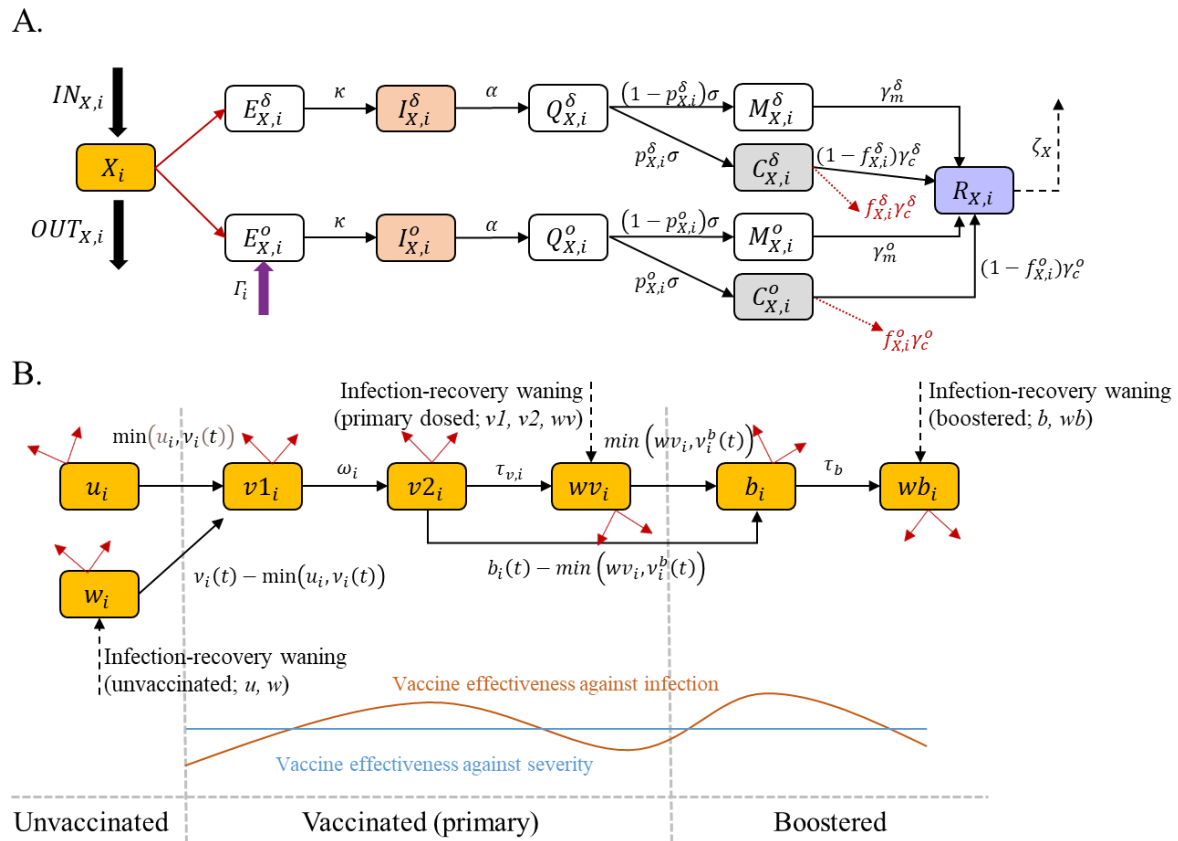 A.
IN_{X,i}
X_i
OUT_{X,i}
E^δ_{X,i}
κ
I^δ_{X,i}
α
Q^δ_{X,i}
(1 - p^δ_{X,i})σ
M^δ_{X,i}
γ^δ_m
p^δ_{X,i}σ
C^δ_{X,i}
(1 - f^δ_{X,i})γ^δ_c
f^δ_{X,i}γ^δ_c
R_{X,i}
ζ_X
E^o_{X,i}
κ
I^o_{X,i}
α
Q^o_{X,i}
(1 - p^o_{X,i})σ
M^o_{X,i}
γ^o_m
p^o_{X,i}σ
C^o_{X,i}
(1 - f^o_{X,i})γ^o_c
f^o_{X,i}γ^o_c
Γ_i
B.
Infection-recovery waning
(primary dosed; v1, v2, wv)
Infection-recovery waning
(boostered; b, wb)
min(u_i, ν_i(t))
min(wv_i, ν^b_i(t))
u_i
v1_i
ω_i
v2_i
τ_{v,i}
wv_i
b_i
τ_b
wb_i
w_i
ν_i(t) − min(u_i, ν_i(t))
b_i(t) − min(wv_i, ν^b_i(t))
Infection-recovery waning
(unvaccinated; u, w)
Vaccine effectiveness against infection
Vaccine effectiveness against severity
Unvaccinated
Vaccinated (primary)
Boostered